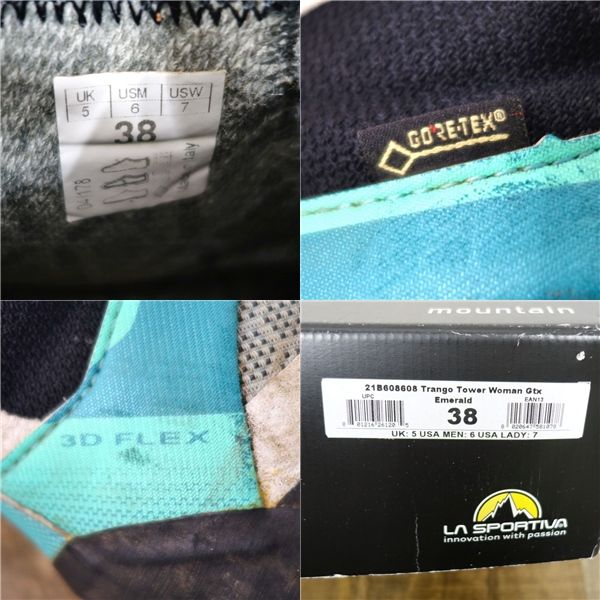 UK USM USW
5 6 7
38
04178
GORE-TEX®
3D FLEX
mountain
21B608608 Trango Tower Woman Gtx
Emerald
UPC EAN13
38
UK: 5 USA MEN: 6 USA LADY: 7
LA SPORTIVA
innovation with passion